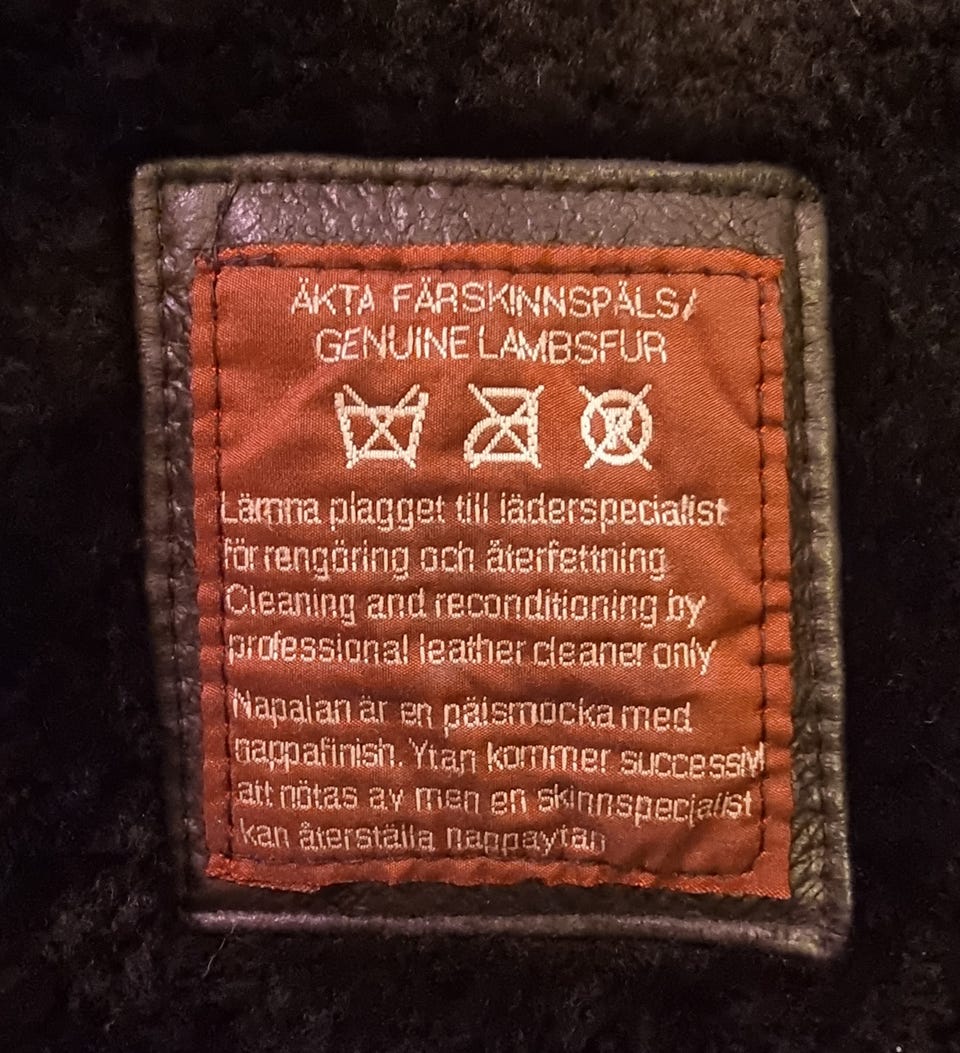 ÄKTA FÅRSKINNSPÄLS/
GENUINE LAMBSFUR
Lämna plagget till läderspecialist
för rengöring och återfettning
Cleaning and reconditioning by
professional leather cleaner only
Napalan är en pälsmocka med
nappafinish. Ytan kommer successivt
att nötas av men en skinnspecialist
kan återställa nappaytan